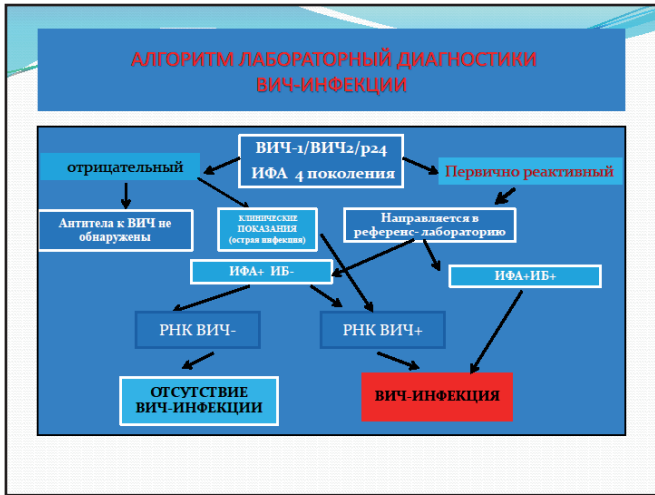 АЛГОРИТМ ЛАБОРАТОРНЫЙ ДИАГНОСТИКИ
ВИЧ-ИНФЕКЦИИ
ВИЧ-1/ВИЧ2/р24
ИФА 4 поколения
отрицательный
Первично реактивный
Антитела к ВИЧ не
обнаружены
КЛИНИЧЕСКИЕ
ПОКАЗАНИЯ
(острая инфекция)
Направляется в
референс- лабораторию
ИФА+ ИБ-
ИФА+ИБ+
РНК ВИЧ-
РНК ВИЧ+
ОТСУТСТВИЕ
ВИЧ-ИНФЕКЦИИ
ВИЧ-ИНФЕКЦИЯ